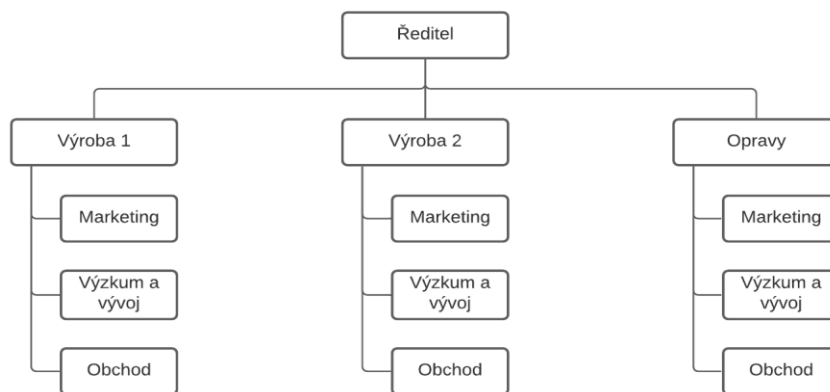 Ředitel
Výroba 1
Výroba 2
Opravy
Marketing
Marketing
Marketing
Výzkum a
vývoj
Výzkum a
vývoj
Výzkum a
vývoj
Obchod
Obchod
Obchod